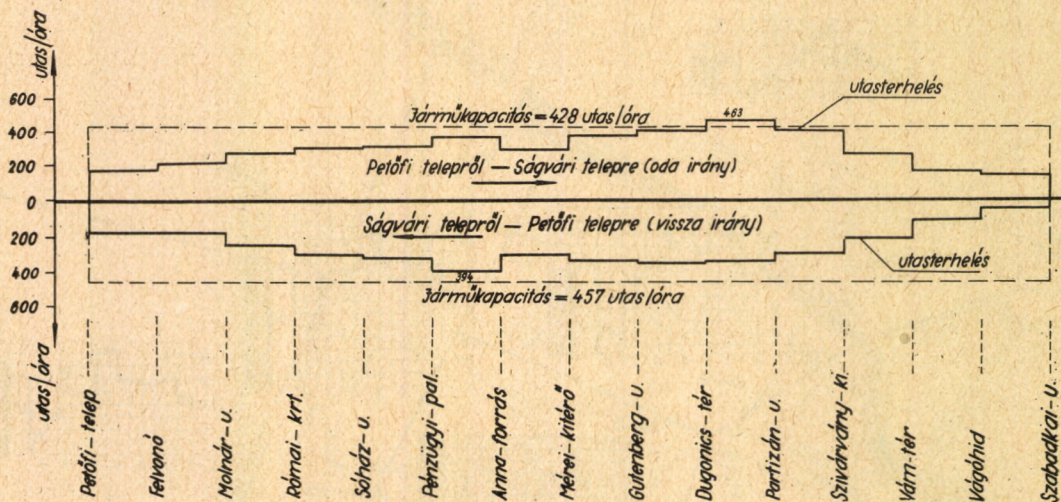 utas/óra
600
400
200
0
200
400
600
utas/óra
Járműkapacitás = 428 utas/óra
463
utasterhelés
Petőfi telepről — Ságvári telepre (oda irány)
Ságvári telepről — Petőfi telepre (vissza irány)
utasterhelés
394
Járműkapacitás = 457 utas/óra
Petőfi-telep
Felvonó
Molnár-u.
Római-krt.
Sóház-u.
Pénzügyi-pal.
Anna-forrás
Mérei-kitérő
Gutenberg-u.
Dugonics-tér
Partizán-u.
Szivárvány-ki.
Vám-tér
Vágóhid
Szabadkai-u.